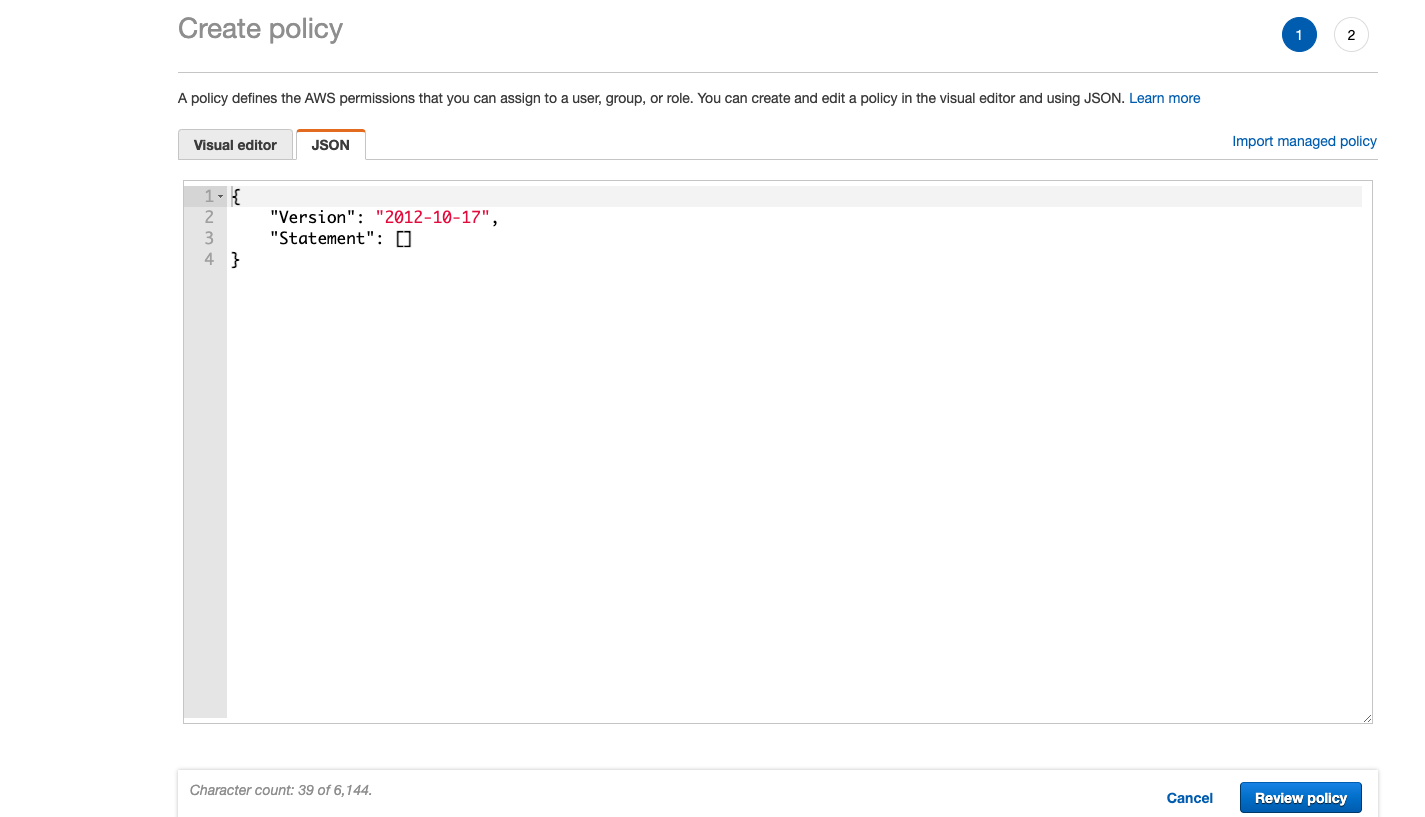 Create policy
1 2
A policy defines the AWS permissions that you can assign to a user, group, or role. You can create and edit a policy in the visual editor and using JSON. Learn more
Visual editor JSON Import managed policy
1 {
2 "Version": "2012-10-17",
3 "Statement": []
4 }
Character count: 39 of 6,144.
Cancel Review policy